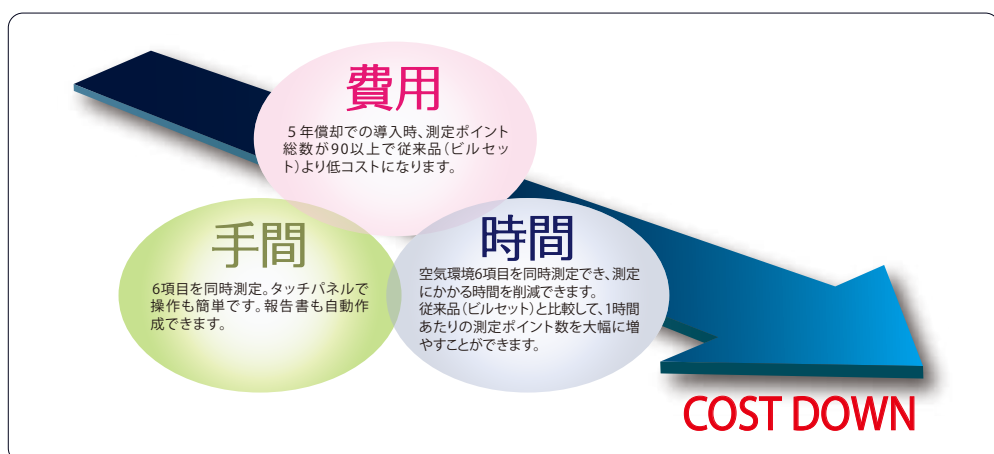 費用
５年償却での導入時、測定ポイント
総数が90以上で従来品（ビルセッ
ト）より低コストになります。
手間
6項目を同時測定。タッチパネルで
操作も簡単です。報告書も自動作
成できます。
時間
空気環境6項目を同時測定でき、測定
にかかる時間を削減できます。
従来品（ビルセット）と比較して、1時間
あたりの測定ポイント数を大幅に増
やすことができます。
COST DOWN